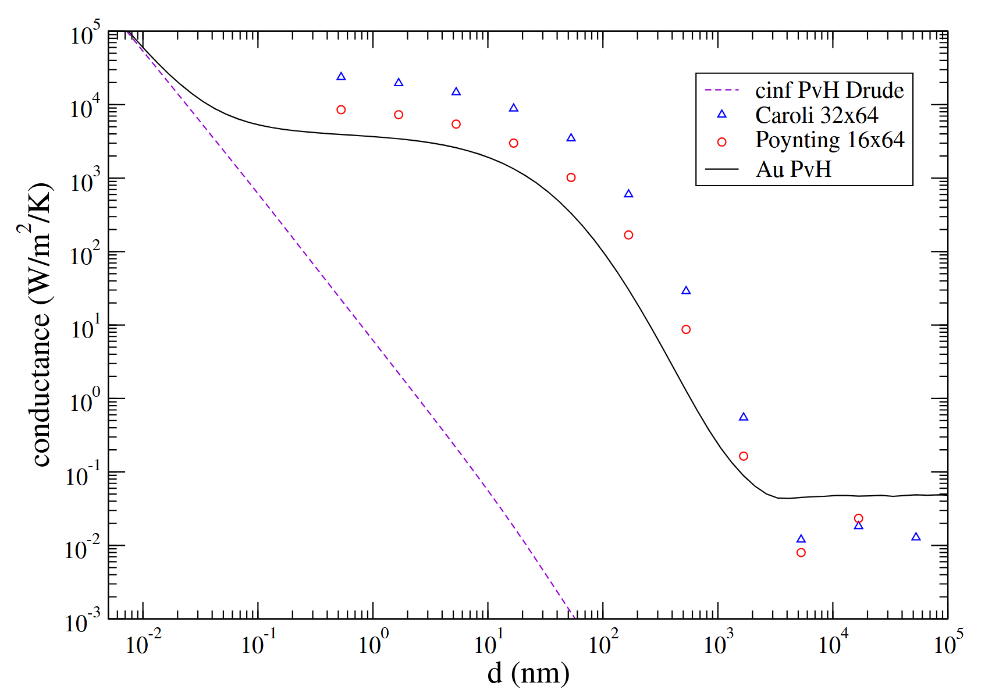 10^5
10^4
10^3
10^2
10^1
10^0
10^-1
10^-2
10^-3
conductance (W/m^2/K)
cinf PvH Drude
Caroli 32x64
Poynting 16x64
Au PvH
10^-2 10^-1 10^0 10^1 10^2 10^3 10^4 10^5
d (nm)